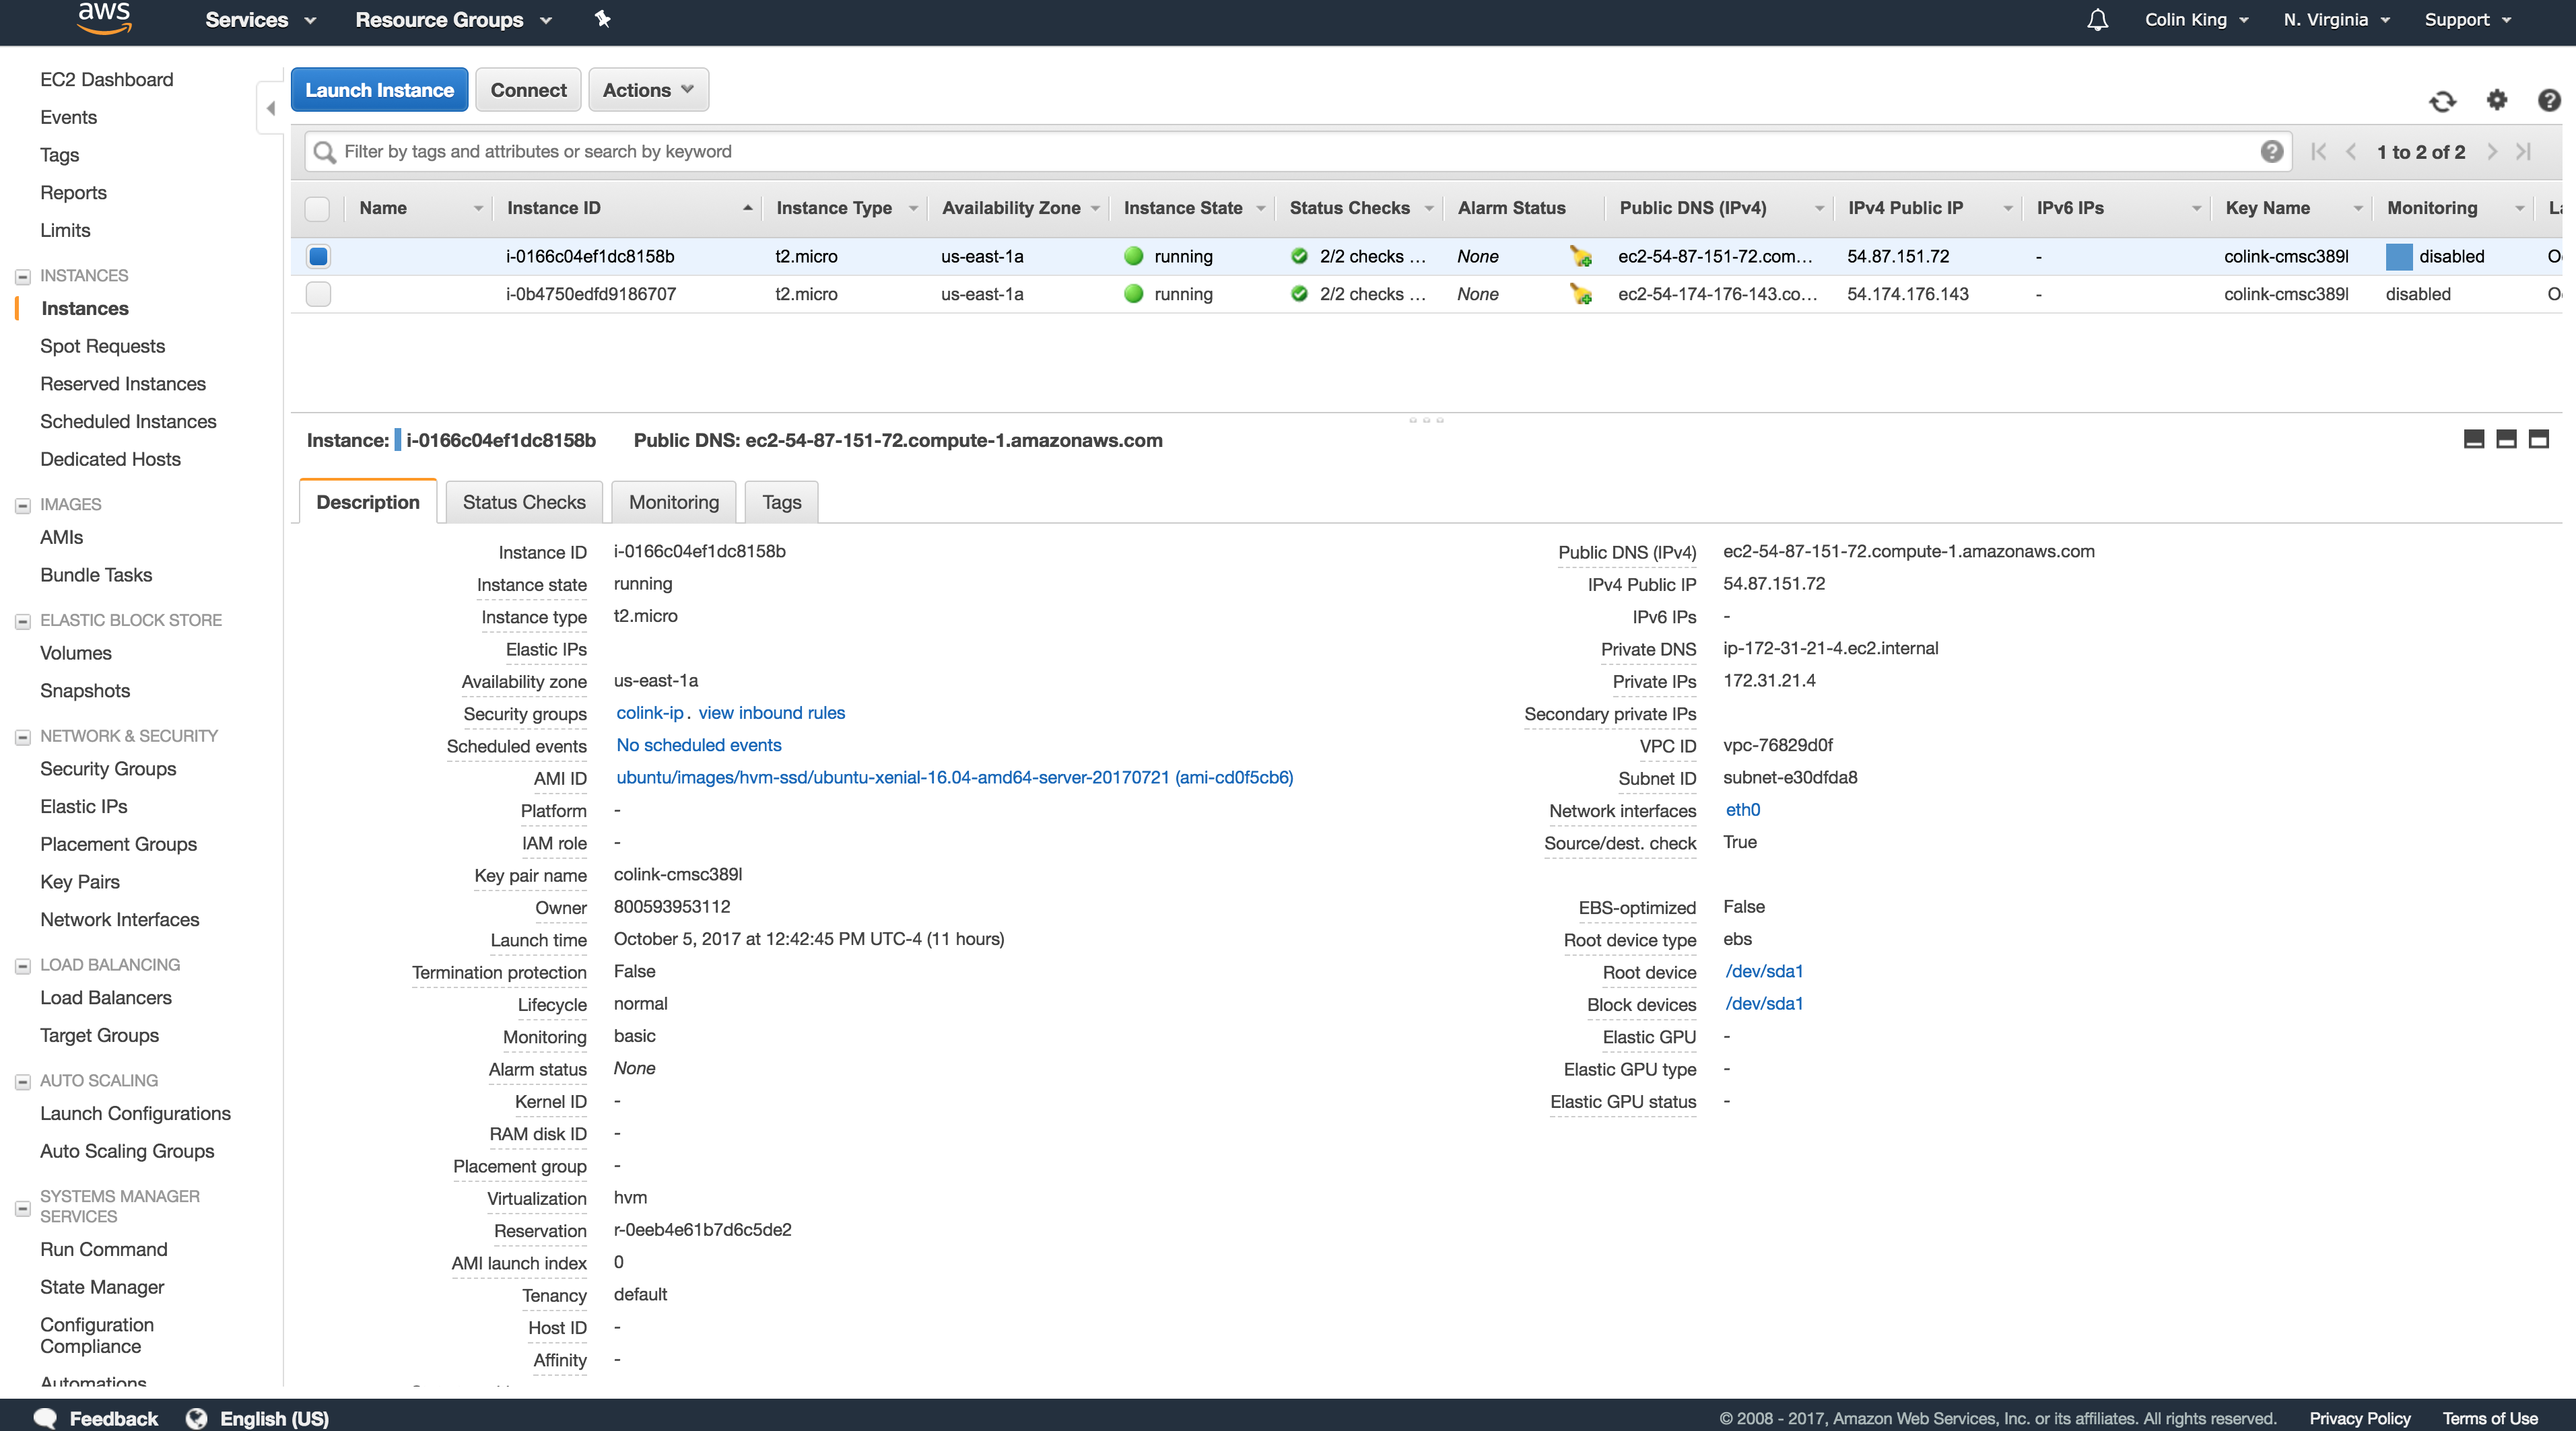 aws Services Resource Groups Colin King N. Virginia Support
EC2 Dashboard
Events
Tags
Reports
Limits
INSTANCES
Instances
Spot Requests
Reserved Instances
Scheduled Instances
Dedicated Hosts
IMAGES
AMIs
Bundle Tasks
ELASTIC BLOCK STORE
Volumes
Snapshots
NETWORK & SECURITY
Security Groups
Elastic IPs
Placement Groups
Key Pairs
Network Interfaces
LOAD BALANCING
Load Balancers
Target Groups
AUTO SCALING
Launch Configurations
Auto Scaling Groups
SYSTEMS MANAGER
SERVICES
Run Command
State Manager
Configuration
Compliance
Automations
Launch Instance Connect Actions
Filter by tags and attributes or search by keyword 1 to 2 of 2
Name Instance ID Instance Type Availability Zone Instance State Status Checks Alarm Status Public DNS (IPv4) IPv4 Public IP IPv6 IPs Key Name Monitoring
i-0166c04ef1dc8158b t2.micro us-east-1a running 2/2 checks ... None ec2-54-87-151-72.com... 54.87.151.72 - colink-cmsc389l disabled
i-0b4750edfd9186707 t2.micro us-east-1a running 2/2 checks ... None ec2-54-174-176-143.co... 54.174.176.143 - colink-cmsc389l disabled
Instance: i-0166c04ef1dc8158b Public DNS: ec2-54-87-151-72.compute-1.amazonaws.com
Description Status Checks Monitoring Tags
Instance ID i-0166c04ef1dc8158b
Instance state running
Instance type t2.micro
Elastic IPs
Availability zone us-east-1a
Security groups colink-ip . view inbound rules
Scheduled events No scheduled events
AMI ID ubuntu/images/hvm-ssd/ubuntu-xenial-16.04-amd64-server-20170721 (ami-cd0f5cb6)
Platform -
IAM role -
Key pair name colink-cmsc389l
Owner 800593953112
Launch time October 5, 2017 at 12:42:45 PM UTC-4 (11 hours)
Termination protection False
Lifecycle normal
Monitoring basic
Alarm status None
Kernel ID -
RAM disk ID -
Placement group -
Virtualization hvm
Reservation r-0eeb4e61b7d6c5de2
AMI launch index 0
Tenancy default
Host ID -
Affinity -
Public DNS (IPv4) ec2-54-87-151-72.compute-1.amazonaws.com
IPv4 Public IP 54.87.151.72
IPv6 IPs -
Private DNS ip-172-31-21-4.ec2.internal
Private IPs 172.31.21.4
Secondary private IPs
VPC ID vpc-76829d0f
Subnet ID subnet-e30dfda8
Network interfaces eth0
Source/dest. check True
EBS-optimized False
Root device type ebs
Root device /dev/sda1
Block devices /dev/sda1
Elastic GPU -
Elastic GPU type -
Elastic GPU status -
Feedback English (US) © 2008 - 2017, Amazon Web Services, Inc. or its affiliates. All rights reserved. Privacy Policy Terms of Use